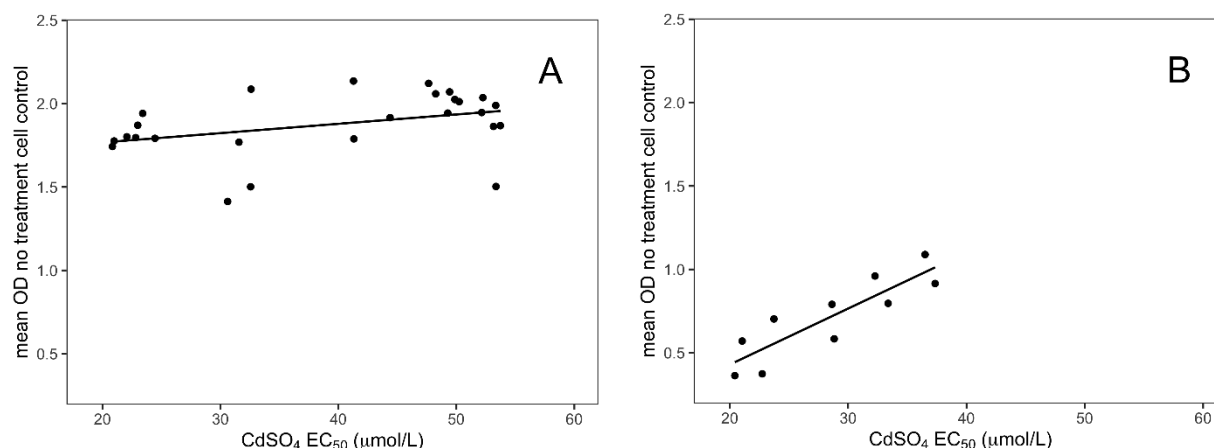 A
2.5
2.0
1.5
1.0
0.5
mean OD no treatment cell control
20 30 40 50 60
CdSO₄ EC₅₀ (μmol/L)
B
2.5
2.0
1.5
1.0
0.5
mean OD no treatment cell control
20 30 40 50 60
CdSO₄ EC₅₀ (μmol/L)